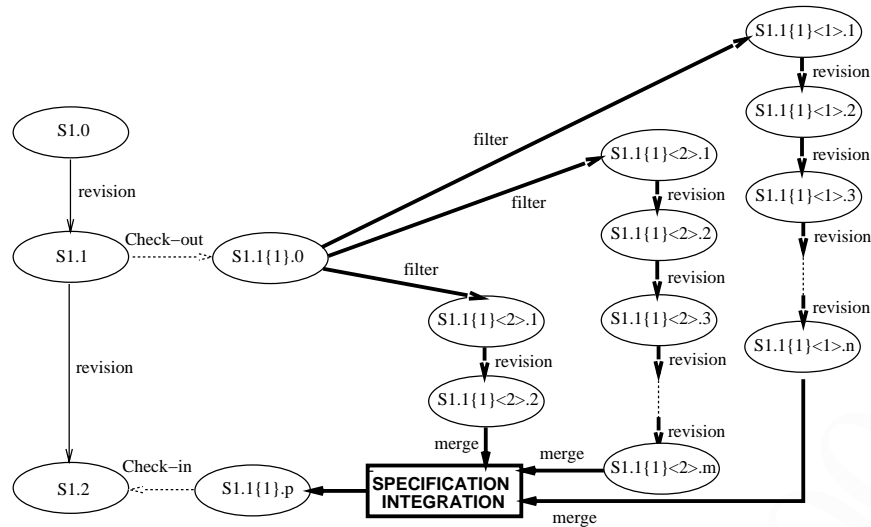 S1.1{1}<1>.1
revision
S1.1{1}<1>.2
revision
S1.1{1}<1>.3
revision
S1.1{1}<1>.n
S1.0
filter
S1.1{1}<2>.1
revision
filter
revision
S1.1{1}<2>.2
revision
S1.1{1}<2>.3
revision
S1.1{1}<2>.m
S1.1
Check-out
S1.1{1}.0
filter
S1.1{1}<2>.1
revision
S1.1{1}<2>.2
merge
revision
merge
Check-in
S1.2
S1.1{1}.p
SPECIFICATION
INTEGRATION
merge